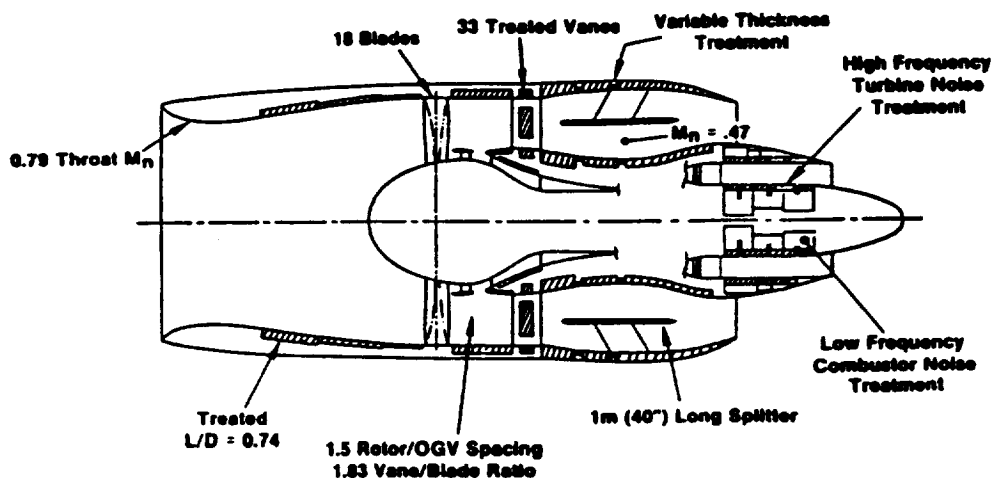 33 Treated Vanes
18 Blades
Variable Thickness
Treatment
High Frequency
Turbine Noise
Treatment
0.79 Throat Mn
Mn = .47
Low Frequency
Combustor Noise
Treatment
1m (40") Long Splitter
Treated
L/D = 0.74
1.5 Rotor/OGV Spacing
1.83 Vane/Blade Ratio